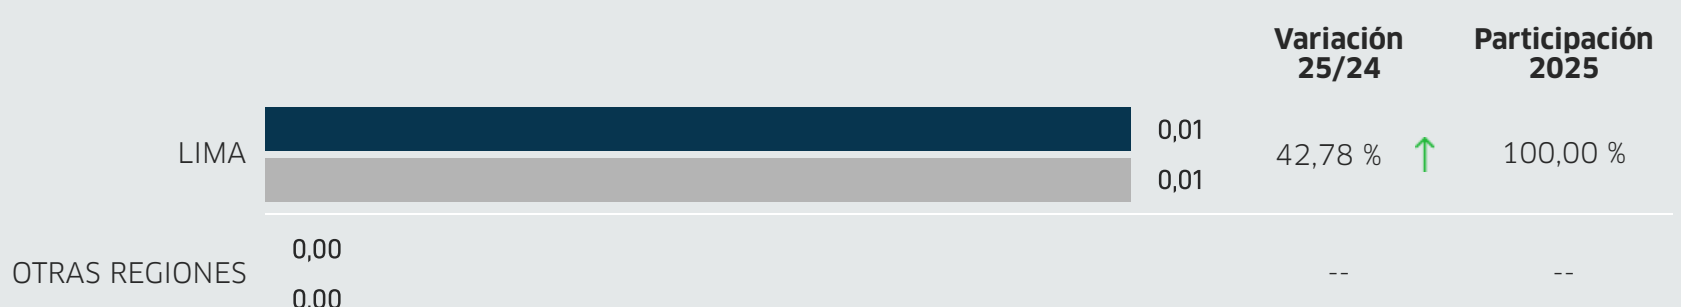 Variación Participación
25/24 2025
0,01
LIMA 42,78 % ↑ 100,00 %
0,01
0,00
OTRAS REGIONES -- --
0,00